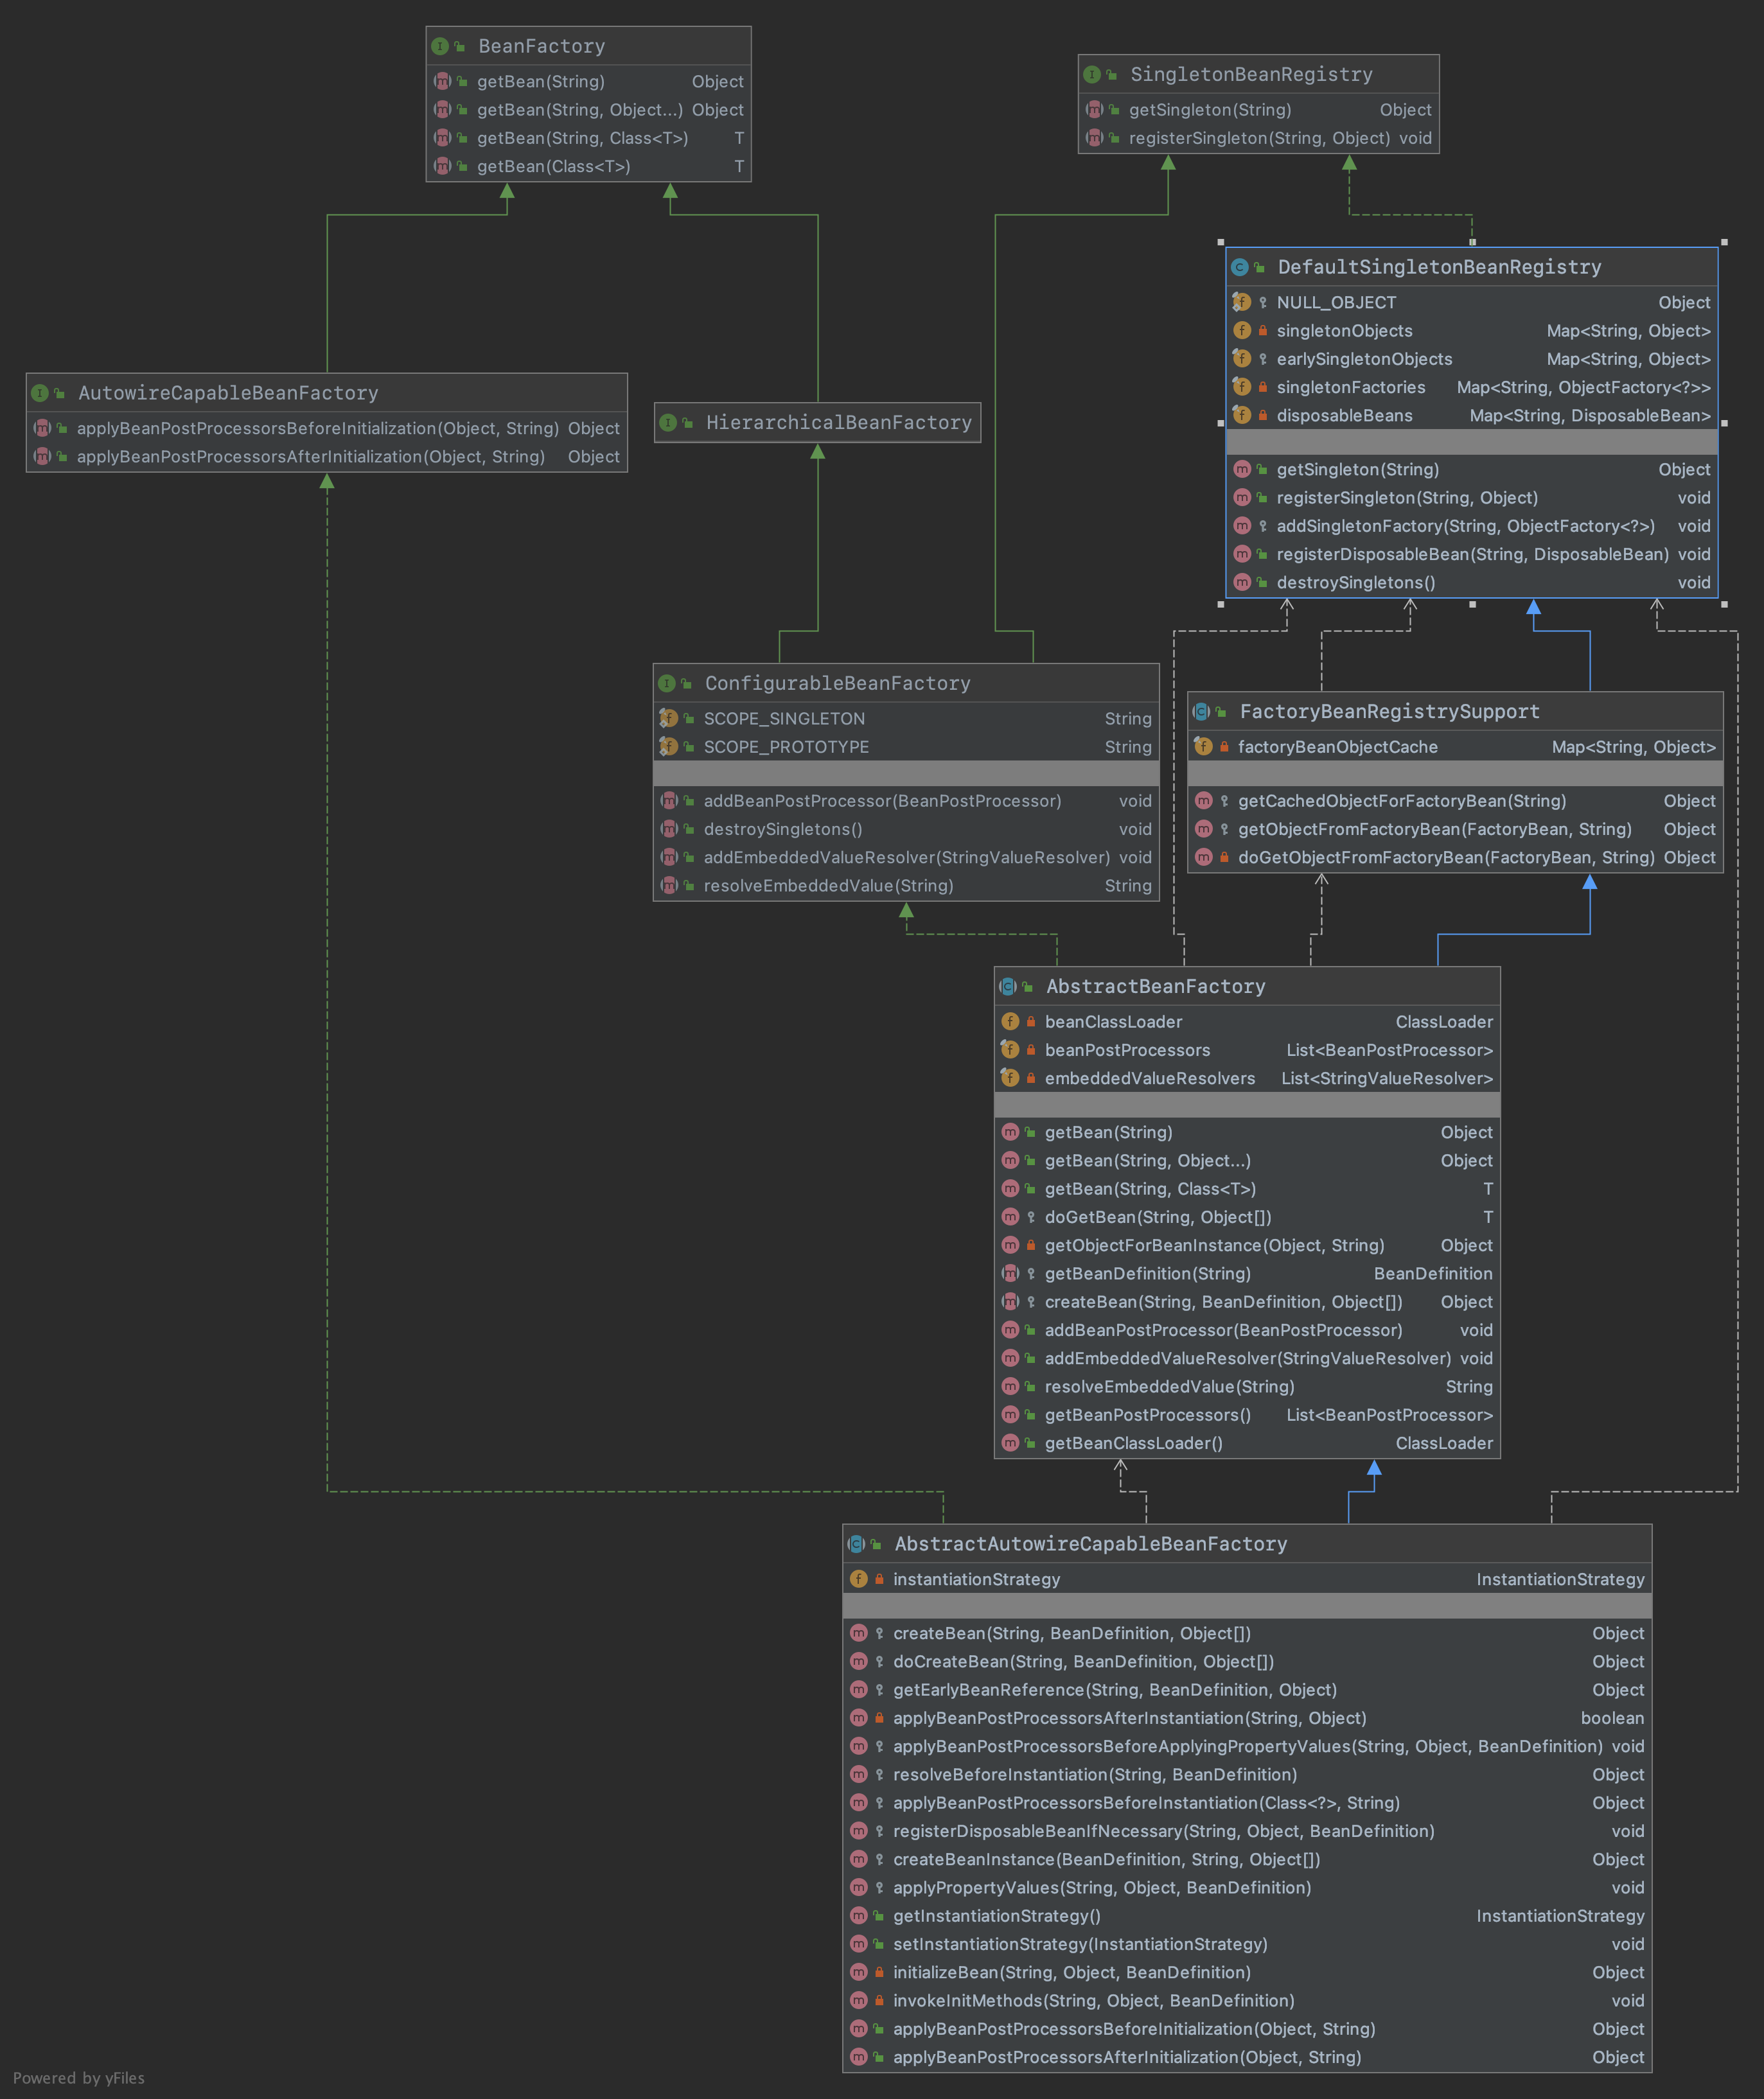 BeanFactory
getBean(String) Object
getBean(String, Object...) Object
getBean(String, Class<T>) T
getBean(Class<T>) T
SingletonBeanRegistry
getSingleton(String) Object
registerSingleton(String, Object) void
DefaultSingletonBeanRegistry
NULL_OBJECT Object
singletonObjects Map<String, Object>
earlySingletonObjects Map<String, Object>
singletonFactories Map<String, ObjectFactory<?>>
disposableBeans Map<String, DisposableBean>
getSingleton(String) Object
registerSingleton(String, Object) void
addSingletonFactory(String, ObjectFactory<?>) void
registerDisposableBean(String, DisposableBean) void
destroySingletons() void
AutowireCapableBeanFactory
applyBeanPostProcessorsBeforeInitialization(Object, String) Object
applyBeanPostProcessorsAfterInitialization(Object, String) Object
HierarchicalBeanFactory
ConfigurableBeanFactory
SCOPE_SINGLETON String
SCOPE_PROTOTYPE String
addBeanPostProcessor(BeanPostProcessor) void
destroySingletons() void
addEmbeddedValueResolver(StringValueResolver) void
resolveEmbeddedValue(String) String
FactoryBeanRegistrySupport
factoryBeanObjectCache Map<String, Object>
getCachedObjectForFactoryBean(String) Object
getObjectFromFactoryBean(FactoryBean, String) Object
doGetObjectFromFactoryBean(FactoryBean, String) Object
AbstractBeanFactory
beanClassLoader ClassLoader
beanPostProcessors List<BeanPostProcessor>
embeddedValueResolvers List<StringValueResolver>
getBean(String) Object
getBean(String, Object...) Object
getBean(String, Class<T>) T
doGetBean(String, Object[]) T
getObjectForBeanInstance(Object, String) Object
getBeanDefinition(String) BeanDefinition
createBean(String, BeanDefinition, Object[]) Object
addBeanPostProcessor(BeanPostProcessor) void
addEmbeddedValueResolver(StringValueResolver) void
resolveEmbeddedValue(String) String
getBeanPostProcessors() List<BeanPostProcessor>
getBeanClassLoader() ClassLoader
AbstractAutowireCapableBeanFactory
instantiationStrategy InstantiationStrategy
createBean(String, BeanDefinition, Object[]) Object
doCreateBean(String, BeanDefinition, Object[]) Object
getEarlyBeanReference(String, BeanDefinition, Object) Object
applyBeanPostProcessorsAfterInstantiation(String, Object) boolean
applyBeanPostProcessorsBeforeApplyingPropertyValues(String, Object, BeanDefinition) void
resolveBeforeInstantiation(String, BeanDefinition) Object
applyBeanPostProcessorsBeforeInstantiation(Class<?>, String) Object
registerDisposableBeanIfNecessary(String, Object, BeanDefinition) void
createBeanInstance(BeanDefinition, String, Object[]) Object
applyPropertyValues(String, Object, BeanDefinition) void
getInstantiationStrategy() InstantiationStrategy
setInstantiationStrategy(InstantiationStrategy) void
initializeBean(String, Object, BeanDefinition) Object
invokeInitMethods(String, Object, BeanDefinition) void
applyBeanPostProcessorsBeforeInitialization(Object, String) Object
applyBeanPostProcessorsAfterInitialization(Object, String) Object
Powered by yFiles